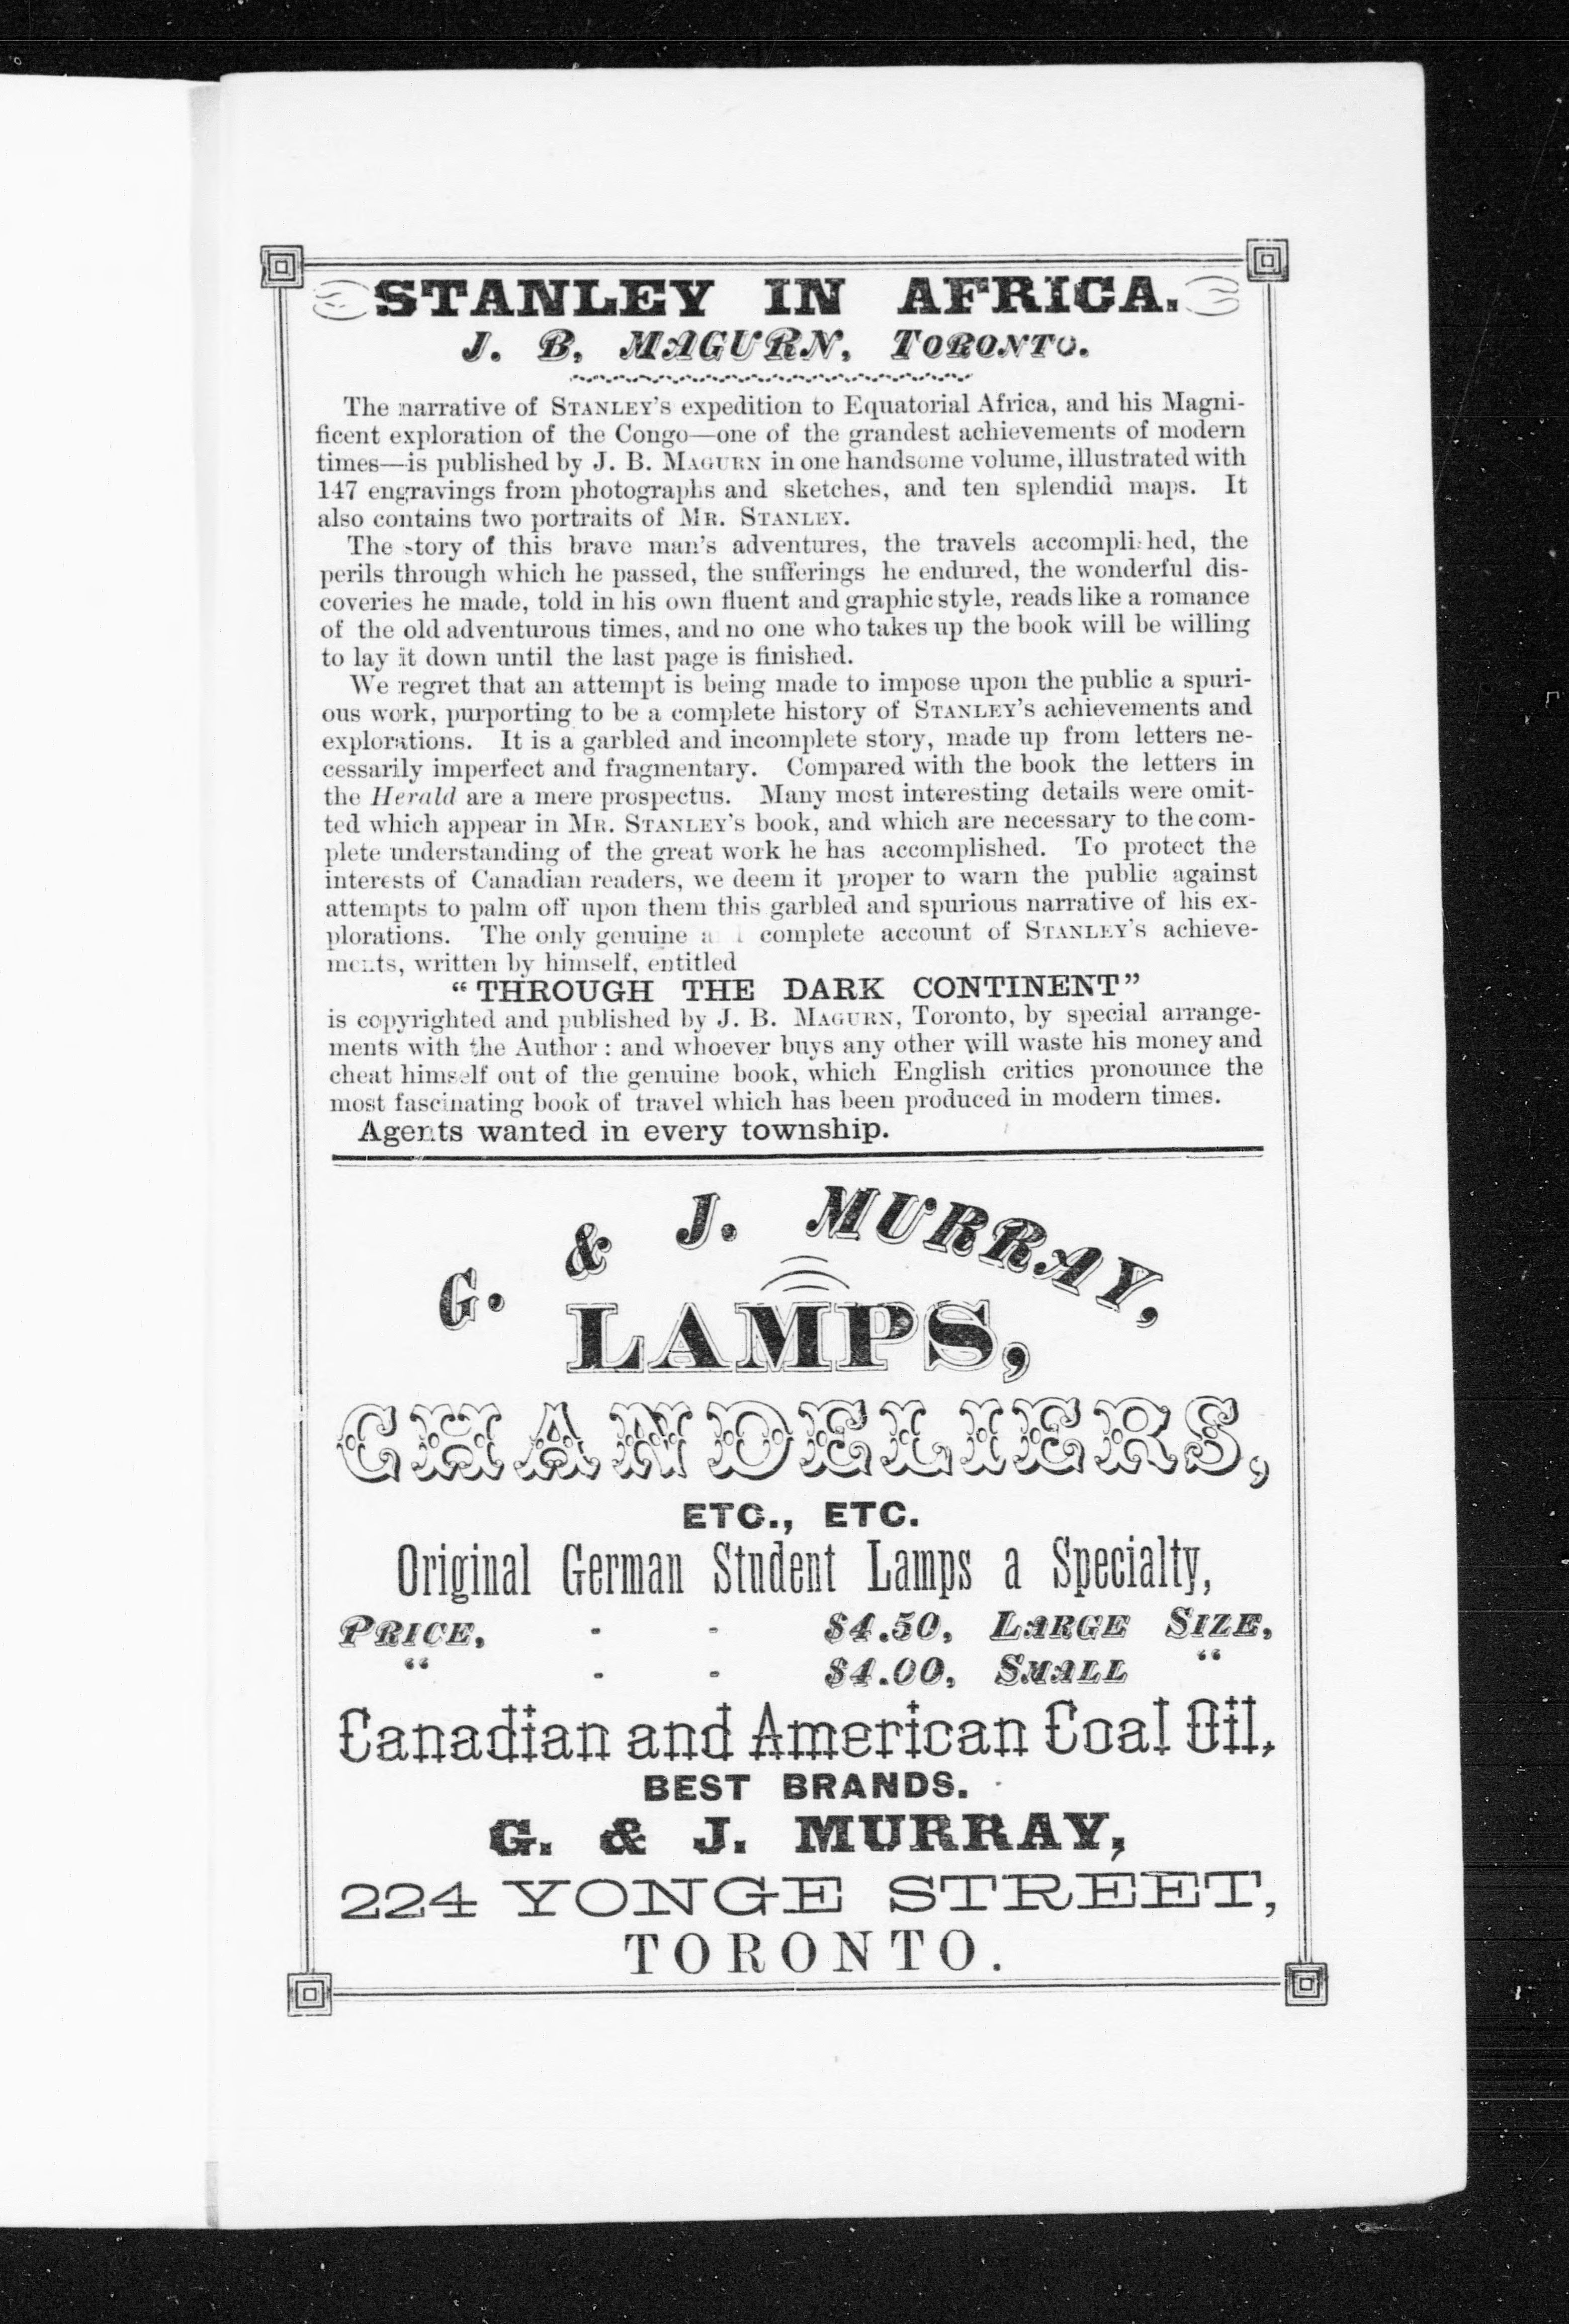 STANLEY IN AFRICA.
J. B. MAGURN, TORONTO.
The narrative of STANLEY'S expedition to Equatorial Africa, and his Magni-
ficent exploration of the Congo—one of the grandest achievements of modern
times—is published by J. B. MAGURN in one handsome volume, illustrated with
147 engravings from photographs and sketches, and ten splendid maps. It
also contains two portraits of MR. STANLEY.
The story of this brave man's adventures, the travels accomplished, the
perils through which he passed, the sufferings he endured, the wonderful dis-
coveries he made, told in his own fluent and graphic style, reads like a romance
of the old adventurous times, and no one who takes up the book will be willing
to lay it down until the last page is finished.
We regret that an attempt is being made to impose upon the public a spuri-
ous work, purporting to be a complete history of STANLEY'S achievements and
explorations. It is a garbled and incomplete story, made up from letters ne-
cessarily imperfect and fragmentary. Compared with the book the letters in
the Herald are a mere prospectus. Many most interesting details were omit-
ted which appear in MR. STANLEY'S book, and which are necessary to the com-
plete understanding of the great work he has accomplished. To protect the
interests of Canadian readers, we deem it proper to warn the public against
attempts to palm off upon them this garbled and spurious narrative of his ex-
plorations. The only genuine complete account of STANLEY'S achieve-
ments, written by himself, entitled
"THROUGH THE DARK CONTINENT"
is copyrighted and published by J. B. MAGURN, Toronto, by special arrange-
ments with the Author : and whoever buys any other will waste his money and
cheat himself out of the genuine book, which English critics pronounce the
most fascinating book of travel which has been produced in modern times.
Agents wanted in every township.
G. & J. MURRAY,
LAMPS,
CHANDELIERS,
ETC., ETC.
Original German Student Lamps a Specialty,
PRICE, - - $4.50, LARGE SIZE,
" - - $4.00, SMALL "
Canadian and American Coal Oil,
BEST BRANDS.
G. & J. MURRAY,
224 YONGE STREET,
TORONTO.